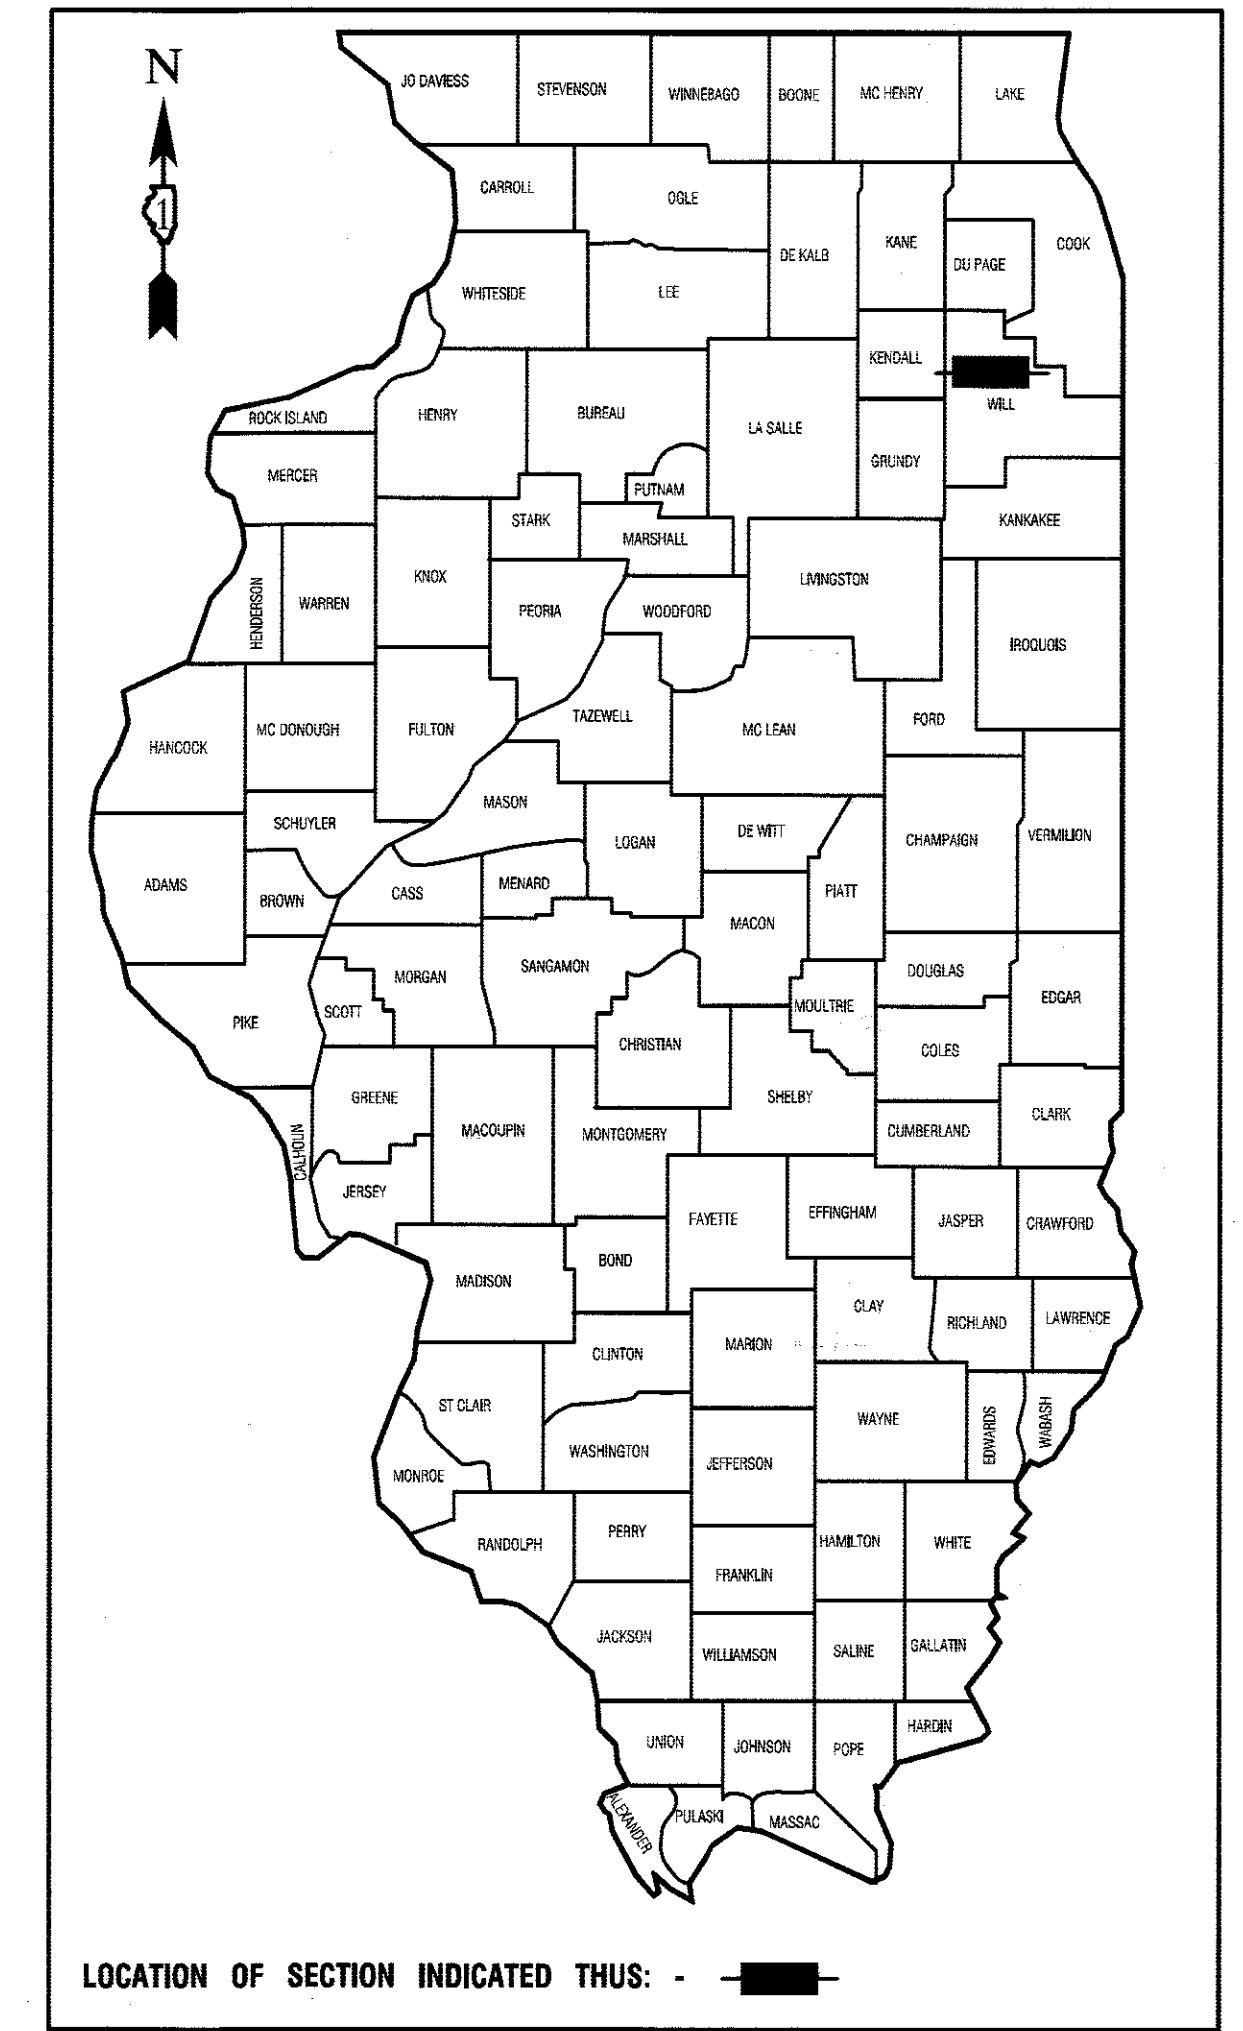 N
JO DAVIESS
STEVENSON
WINNEBAGO
BOONE
MC HENRY
LAKE
CARROLL
OGLE
DE KALB
KANE
DU PAGE
COOK
1
WHITESIDE
LEE
KENDALL
WILL
ROCK ISLAND
HENRY
BUREAU
LA SALLE
GRUNDY
MERCER
PUTNAM
STARK
MARSHALL
KANKAKEE
HENDERSON
WARREN
KNOX
PEORIA
WOODFORD
LIVINGSTON
IROQUOIS
HANCOCK
MC DONOUGH
FULTON
TAZEWELL
MC LEAN
FORD
SCHUYLER
MASON
LOGAN
DE WITT
CHAMPAIGN
VERMILION
ADAMS
BROWN
CASS
MENARD
MACON
PIATT
PIKE
SCOTT
MORGAN
SANGAMON
CHRISTIAN
MOULTRIE
DOUGLAS
EDGAR
COLES
CALHOUN
GREENE
MACOUPIN
MONTGOMERY
SHELBY
CUMBERLAND
CLARK
JERSEY
FAYETTE
EFFINGHAM
JASPER
CRAWFORD
MADISON
BOND
CLAY
RICHLAND
LAWRENCE
CLINTON
MARION
ST CLAIR
WASHINGTON
JEFFERSON
WAYNE
EDWARDS
WABASH
MONROE
RANDOLPH
PERRY
FRANKLIN
HAMILTON
WHITE
JACKSON
WILLIAMSON
SALINE
GALLATIN
UNION
JOHNSON
POPE
HARDIN
ALEXANDER
PULASKI
MASSAC
LOCATION OF SECTION INDICATED THUS: -